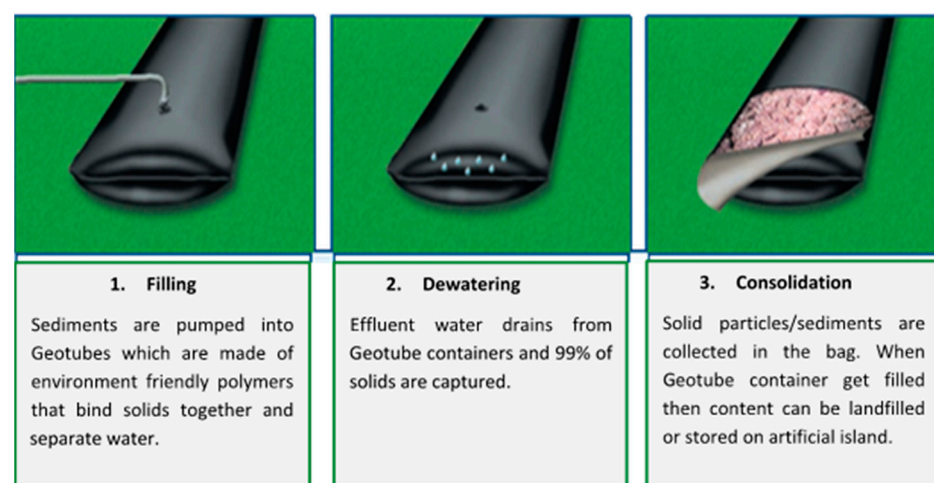 1. Filling
Sediments are pumped into
Geotubes which are made of
environment friendly polymers
that bind solids together and
separate water.
2. Dewatering
Effluent water drains from
Geotube containers and 99% of
solids are captured.
3. Consolidation
Solid particles/sediments are
collected in the bag. When
Geotube container get filled
then content can be landfilled
or stored on artificial island.